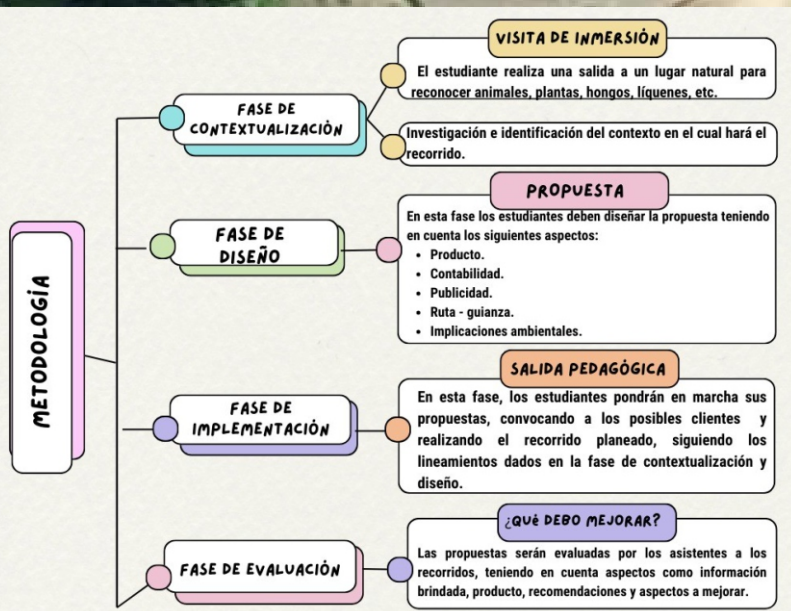 METODOLOGÍA
FASE DE
CONTEXTUALIZACIÓN
VISITA DE INMERSIÓN
El estudiante realiza una salida a un lugar natural para
reconocer animales, plantas, hongos, líquenes, etc.
Investigación e identificación del contexto en el cual hará el
recorrido.
FASE DE
DISEÑO
PROPUESTA
En esta fase los estudiantes deben diseñar la propuesta teniendo
en cuenta los siguientes aspectos:
• Producto.
• Contabilidad.
• Publicidad.
• Ruta - guianza.
• Implicaciones ambientales.
FASE DE
IMPLEMENTACIÓN
SALIDA PEDAGÓGICA
En esta fase, los estudiantes pondrán en marcha sus
propuestas, convocando a los posibles clientes y
realizando el recorrido planeado, siguiendo los
lineamientos dados en la fase de contextualización y
diseño.
FASE DE EVALUACIÓN
¿QUÉ DEBO MEJORAR?
Las propuestas serán evaluadas por los asistentes a los
recorridos, teniendo en cuenta aspectos como información
brindada, producto, recomendaciones y aspectos a mejorar.